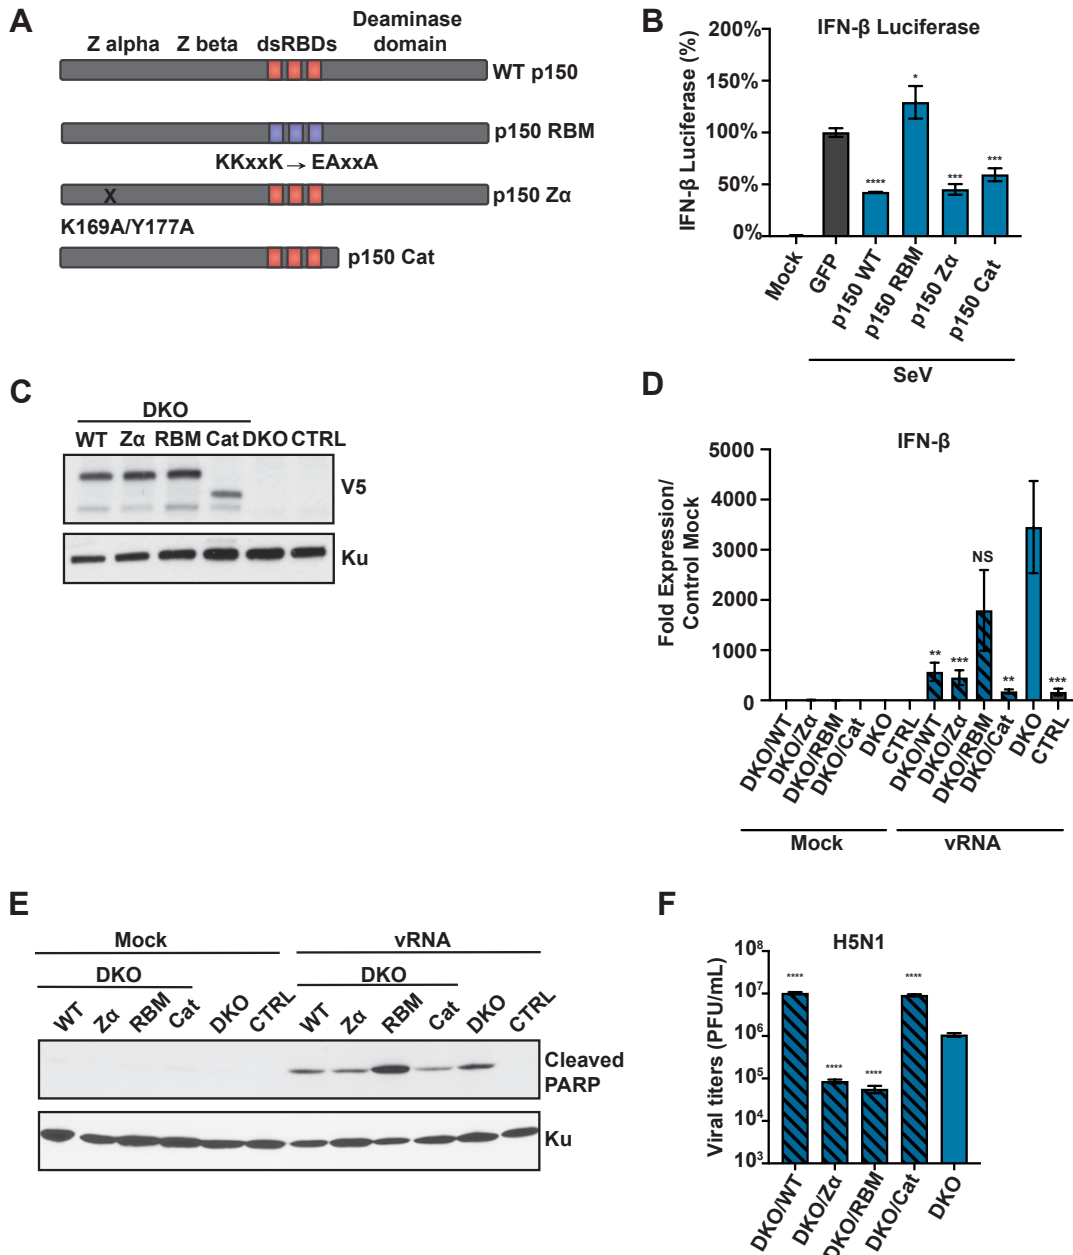 A
Deaminase
Z alpha Z beta dsRBDs domain
WT p150
p150 RBM
KKxxK → EAxxA
X
p150 Zα
K169A/Y177A
p150 Cat
B
IFN-β Luciferase
IFN-β Luciferase (%)
200%
150%
100%
50%
0%
****
*
***
***
Mock
GFP
p150 WT
p150 RBM
p150 Zα
p150 Cat
SeV
C
DKO
WT Zα RBM Cat DKO CTRL
V5
Ku
D
IFN-β
Fold Expression/
Control Mock
5000
4000
3000
2000
1000
0
**
***
NS
**
***
DKO/WT
DKO/Zα
DKO/RBM
DKO/Cat
DKO
CTRL
DKO/WT
DKO/Zα
DKO/RBM
DKO/Cat
DKO
CTRL
Mock
vRNA
E
Mock vRNA
DKO DKO
WT Zα RBM Cat DKO CTRL WT Zα RBM Cat DKO CTRL
Cleaved
PARP
Ku
F
H5N1
Viral titers (PFU/mL)
10⁸
10⁷
10⁶
10⁵
10⁴
10³
****
****
****
****
DKO/WT
DKO/Zα
DKO/RBM
DKO/Cat
DKO